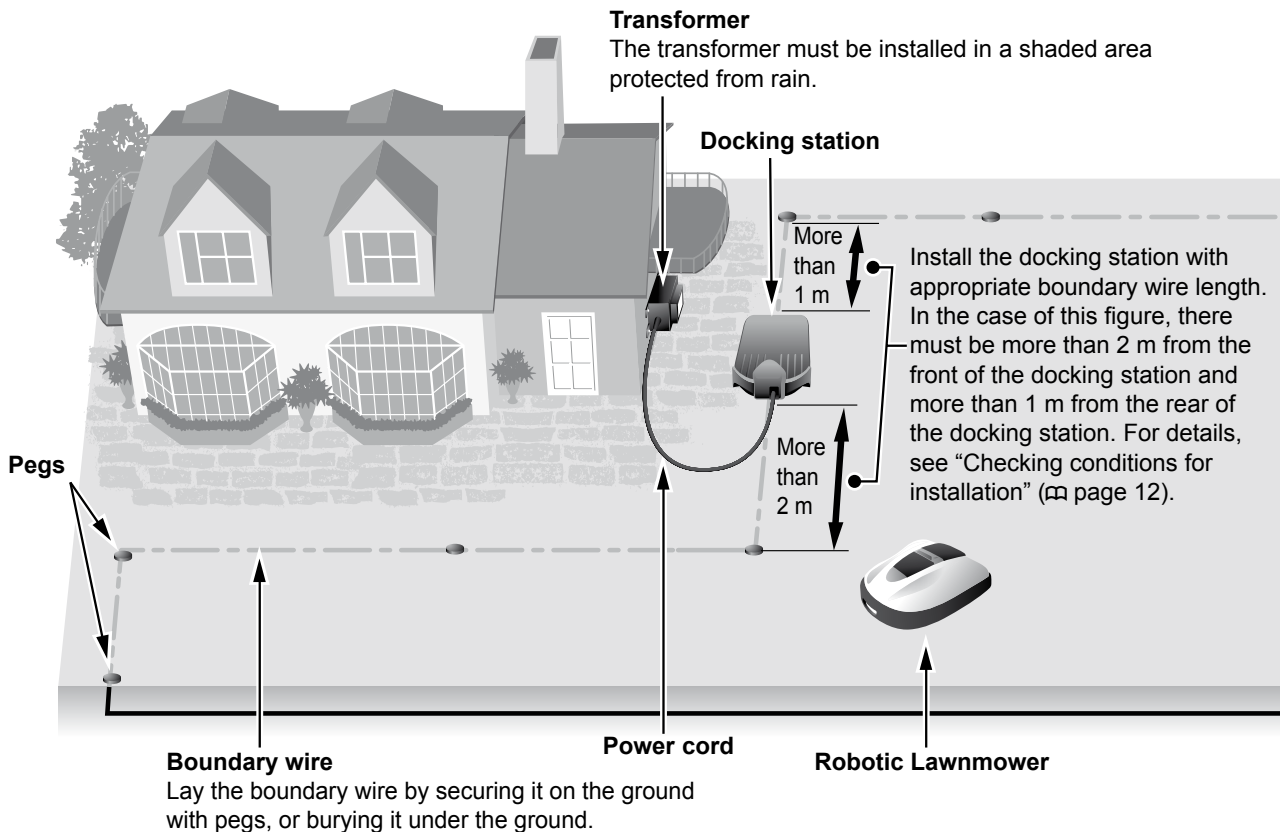 Transformer
The transformer must be installed in a shaded area
protected from rain.
Docking station
More
than
1 m
Install the docking station with
appropriate boundary wire length.
In the case of this figure, there
must be more than 2 m from the
front of the docking station and
more than 1 m from the rear of
the docking station. For details,
see “Checking conditions for
installation” (📖 page 12).
More
than
2 m
Pegs
Boundary wire
Lay the boundary wire by securing it on the ground
with pegs, or burying it under the ground.
Power cord
Robotic Lawnmower